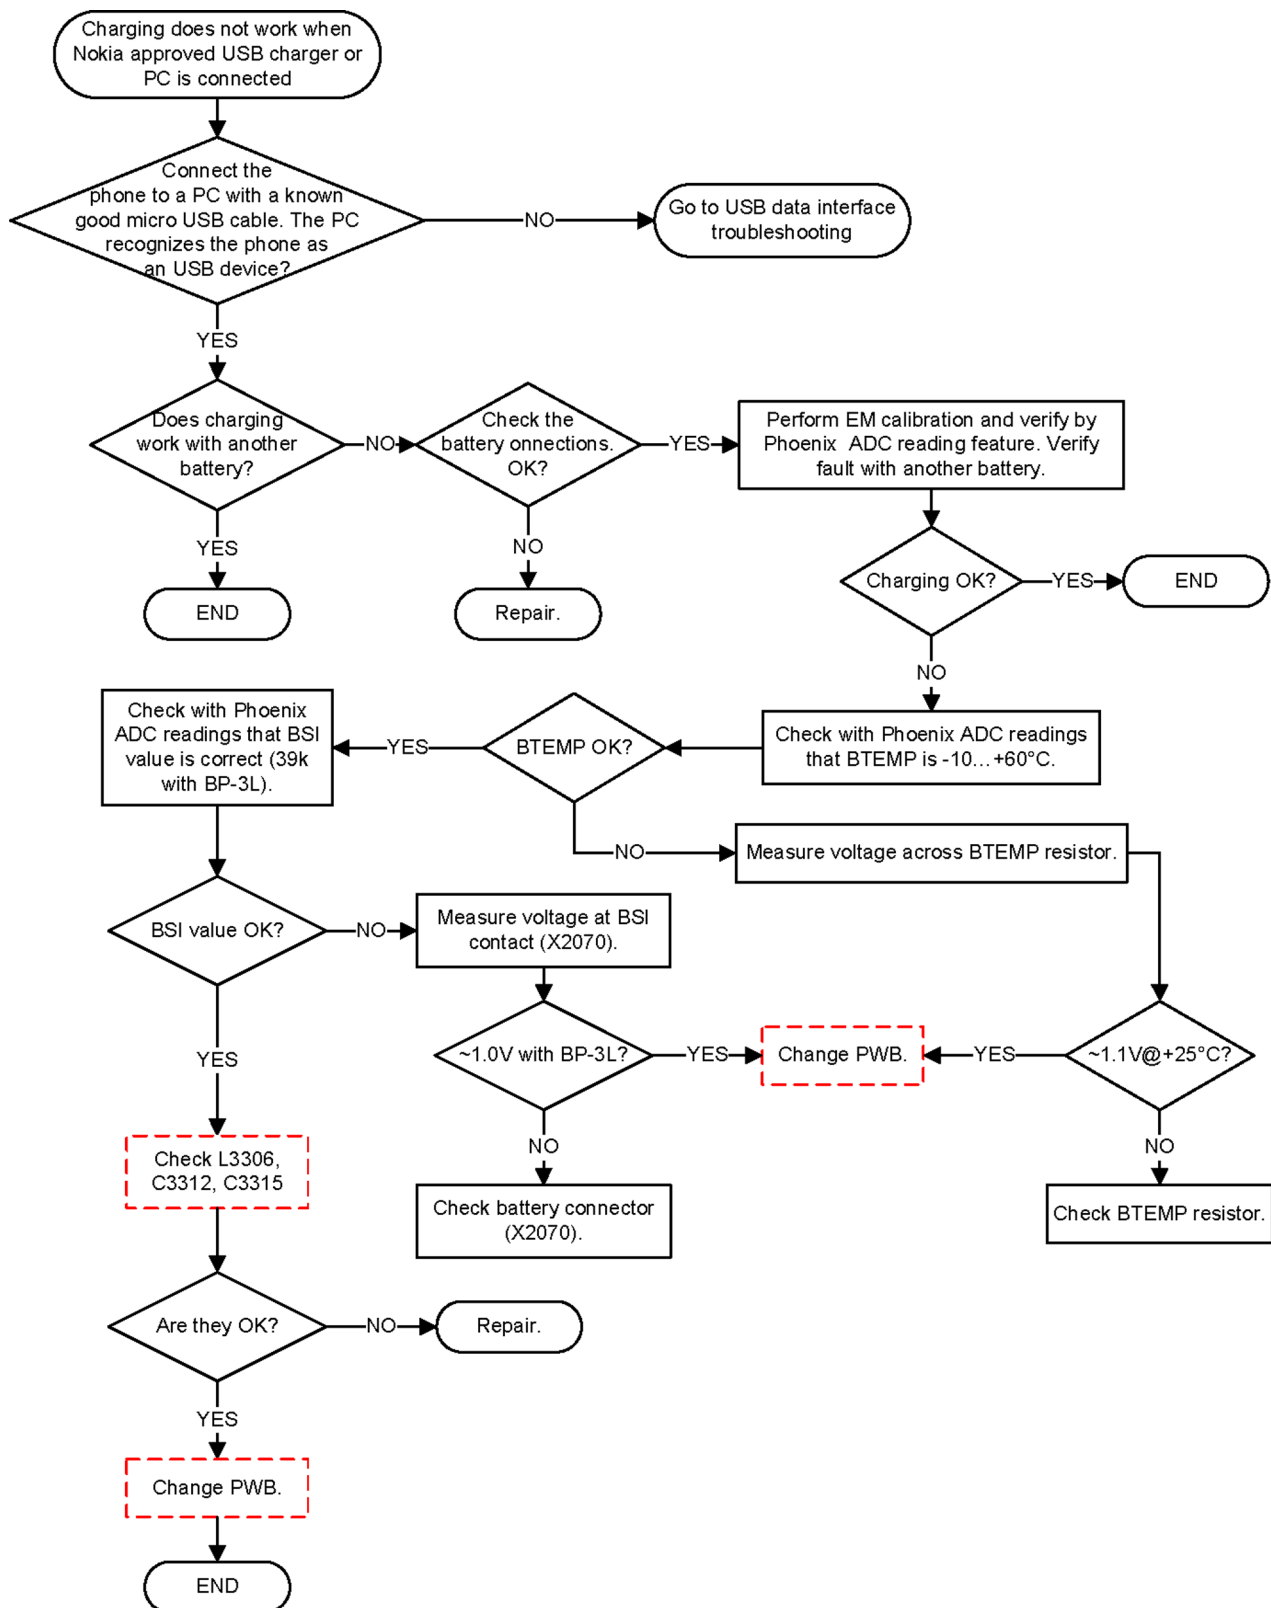 Charging does not work when
Nokia approved USB charger or
PC is connected
Connect the
phone to a PC with a known
good micro USB cable. The PC
recognizes the phone as
an USB device?
NO
Go to USB data interface
troubleshooting
YES
Does charging
work with another
battery?
NO
Check the
battery onnections.
OK?
YES
Perform EM calibration and verify by
Phoenix ADC reading feature. Verify
fault with another battery.
YES
NO
Charging OK?
YES
END
END
Repair.
NO
Check with Phoenix
ADC readings that BSI
value is correct (39k
with BP-3L).
YES
BTEMP OK?
Check with Phoenix ADC readings
that BTEMP is -10...+60°C.
NO
Measure voltage across BTEMP resistor.
BSI value OK?
NO
Measure voltage at BSI
contact (X2070).
YES
~1.0V with BP-3L?
YES
Change PWB.
YES
~1.1V@+25°C?
NO
NO
Check L3306,
C3312, C3315
Check battery connector
(X2070).
Check BTEMP resistor.
Are they OK?
NO
Repair.
YES
Change PWB.
END